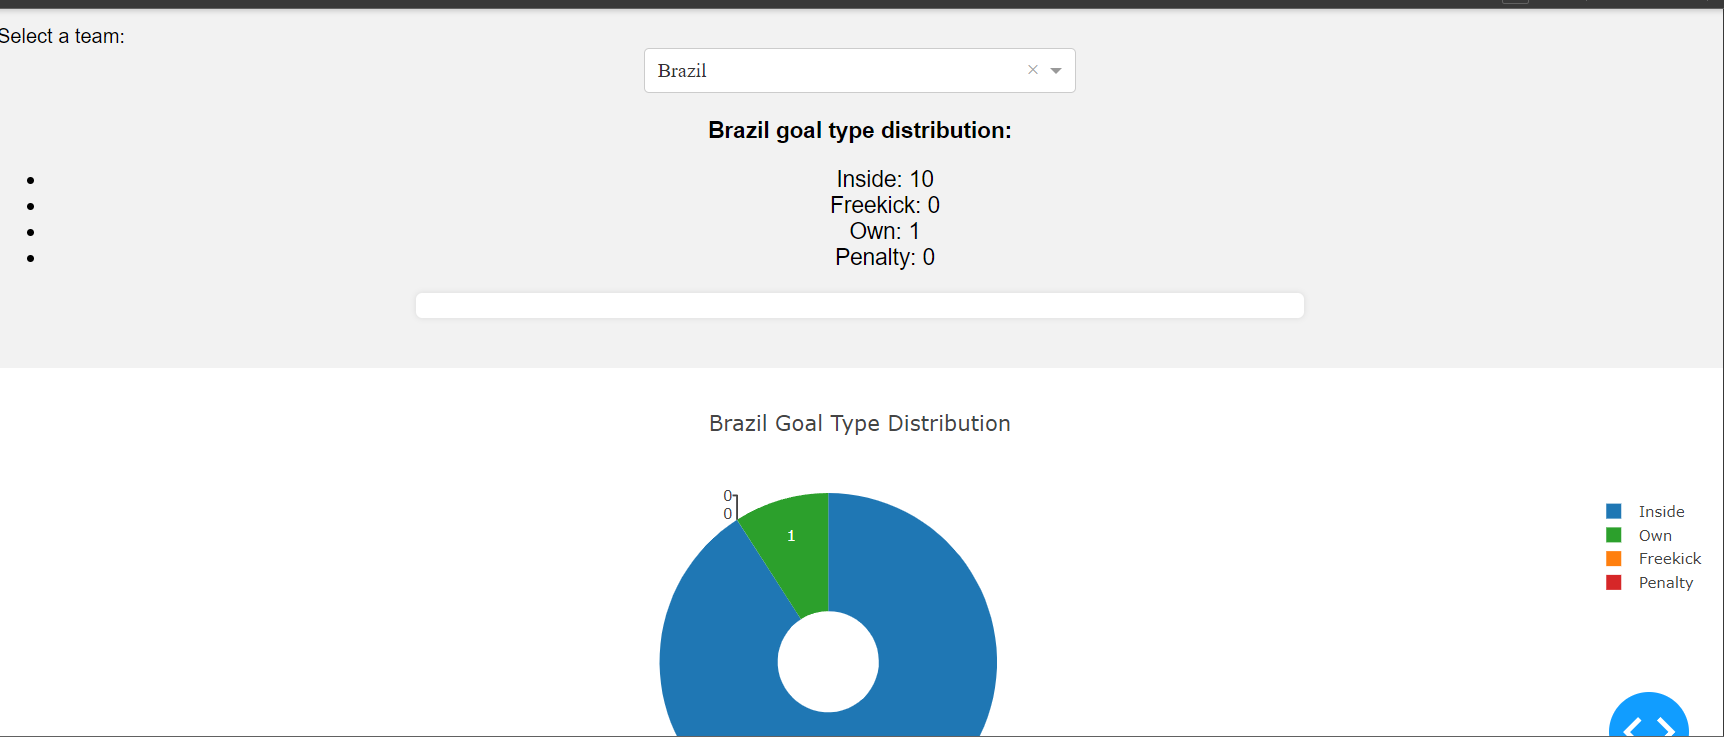 Select a team:
Brazil
Brazil goal type distribution:
Inside: 10
Freekick: 0
Own: 1
Penalty: 0
Brazil Goal Type Distribution
0
0
1
Inside
Own
Freekick
Penalty